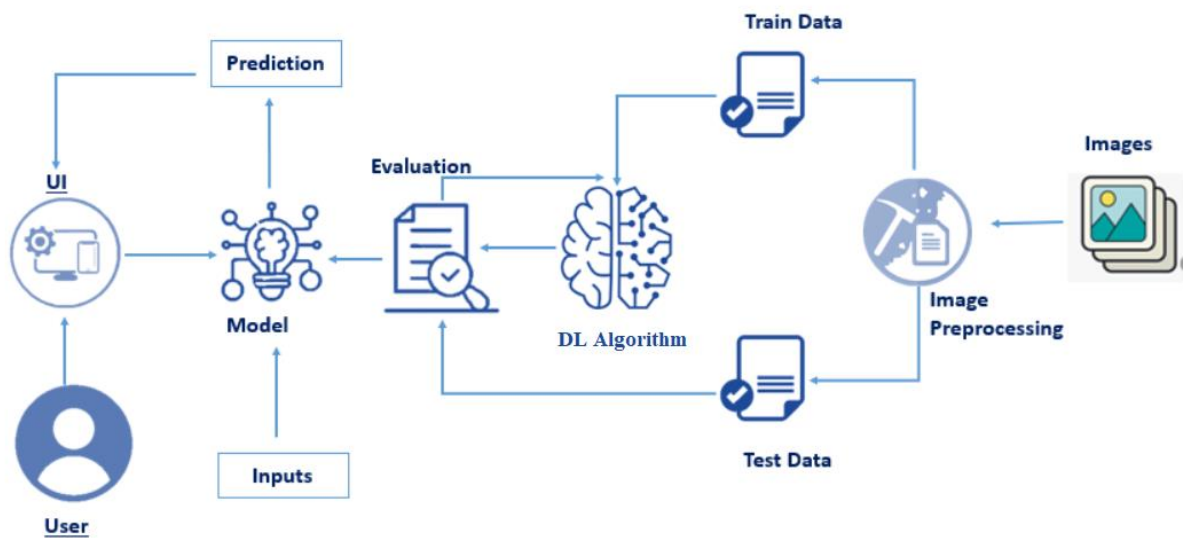 Train Data
Prediction
Images
Evaluation
UI
Image
Preprocessing
Model
DL Algorithm
Test Data
Inputs
User